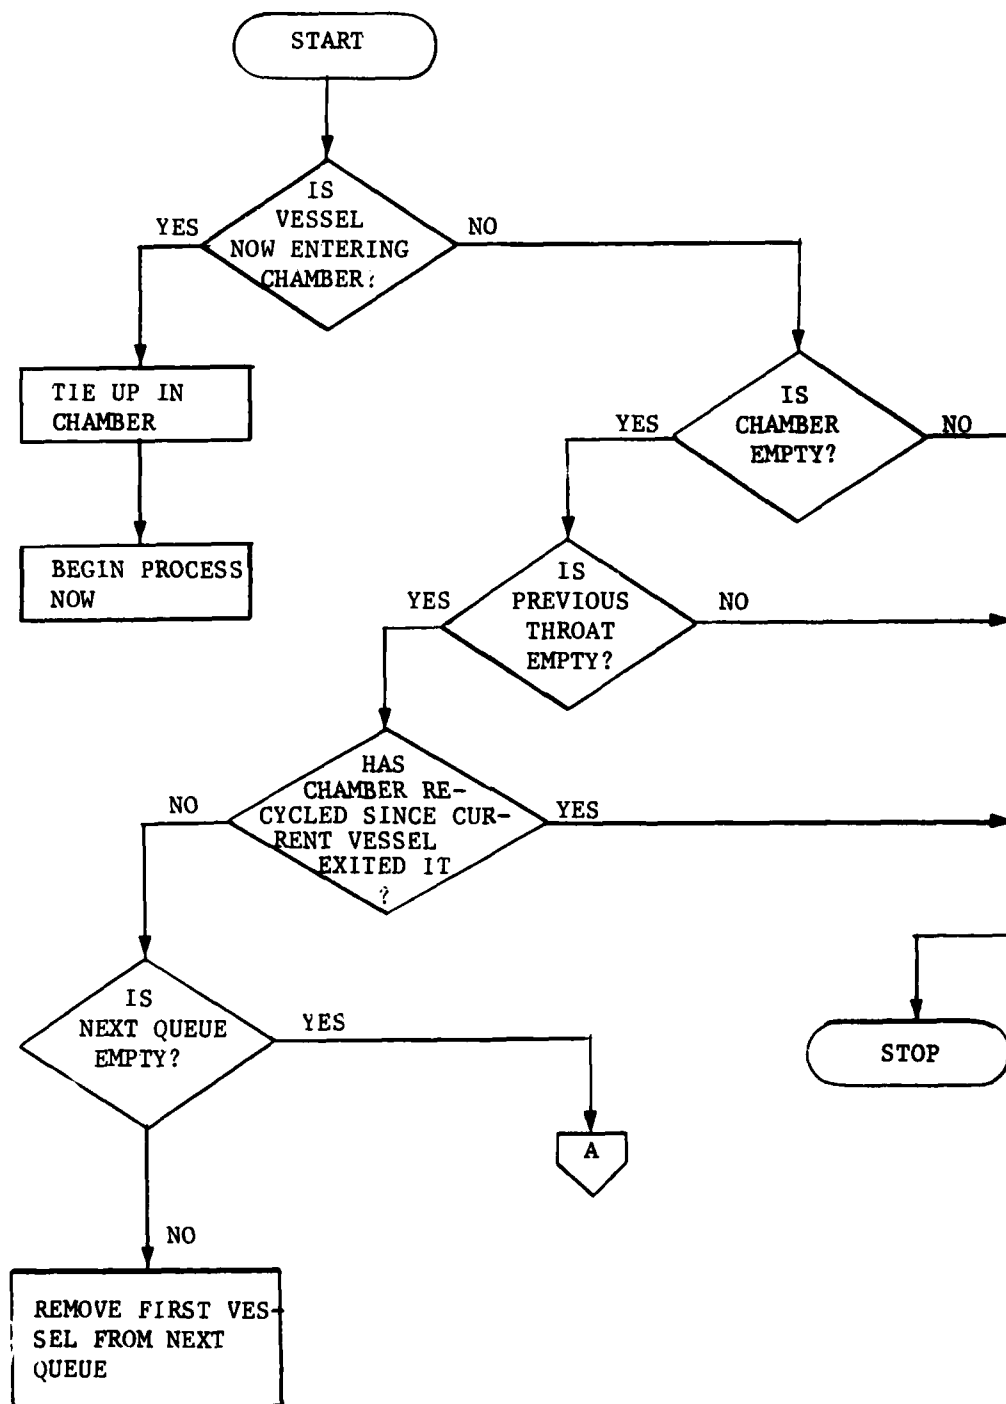 START
IS
VESSEL
NOW ENTERING
CHAMBER?
YES
NO
TIE UP IN
CHAMBER
BEGIN PROCESS
NOW
IS
CHAMBER
EMPTY?
YES
NO
IS
PREVIOUS
THROAT
EMPTY?
YES
NO
HAS
CHAMBER RE-
CYCLED SINCE CUR-
RENT VESSEL
EXITED IT
?
NO
YES
IS
NEXT QUEUE
EMPTY?
YES
STOP
A
NO
REMOVE FIRST VES-
SEL FROM NEXT
QUEUE